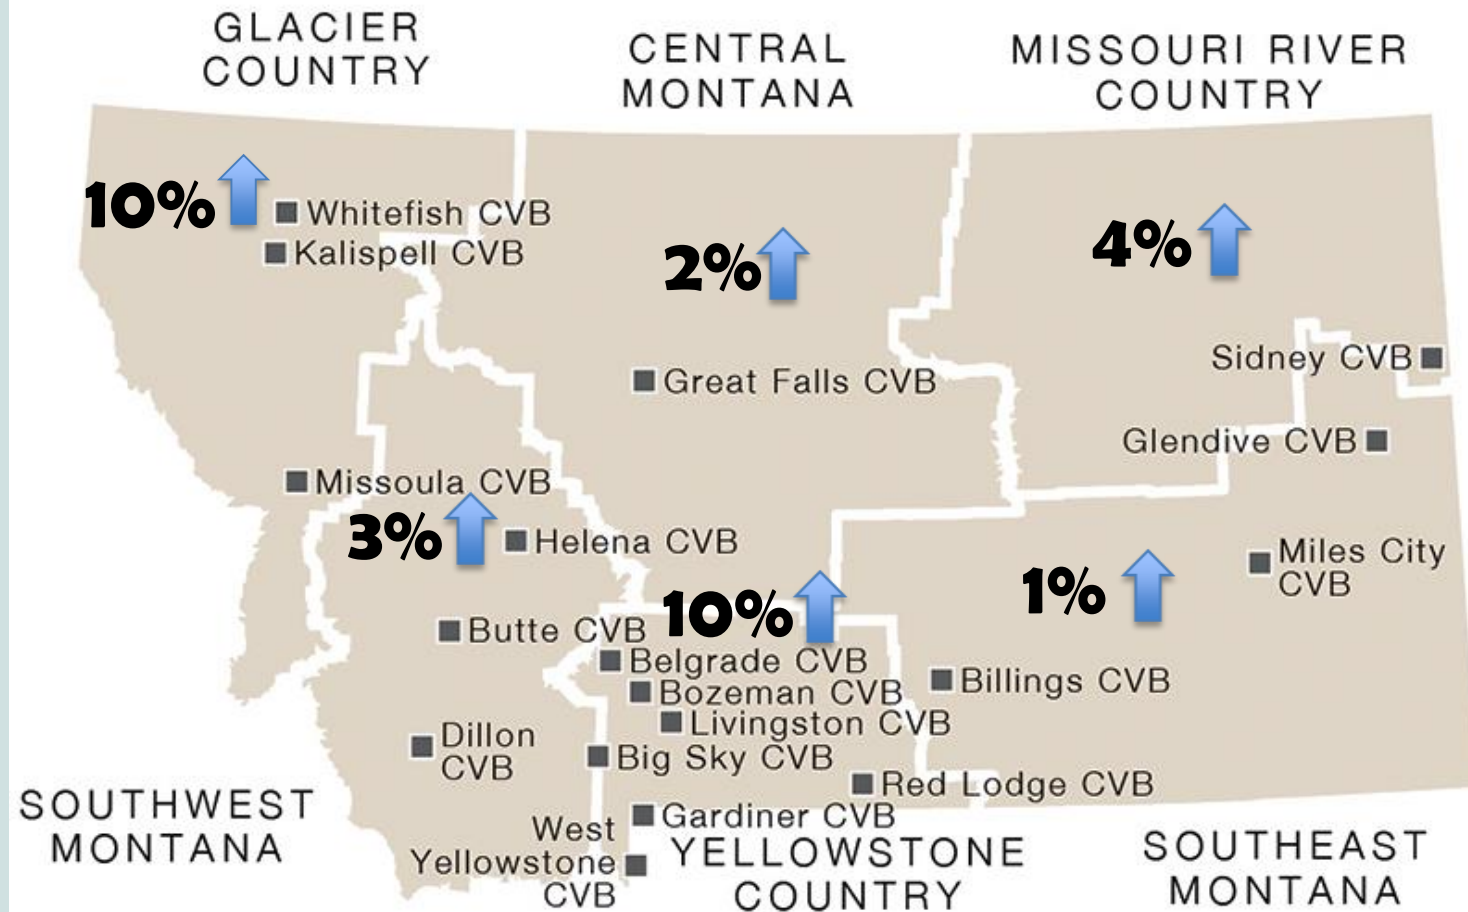 GLACIER
COUNTRY
CENTRAL
MONTANA
MISSOURI RIVER
COUNTRY
10%
Whitefish CVB
Kalispell CVB
2%
4%
Great Falls CVB
Sidney CVB
Glendive CVB
Missoula CVB
3%
Helena CVB
10%
1%
Miles City
CVB
Butte CVB
Belgrade CVB
Bozeman CVB
Livingston CVB
Billings CVB
Dillon
CVB
Big Sky CVB
Red Lodge CVB
Gardiner CVB
West
Yellowstone
CVB
SOUTHWEST
MONTANA
YELLOWSTONE
COUNTRY
SOUTHEAST
MONTANA